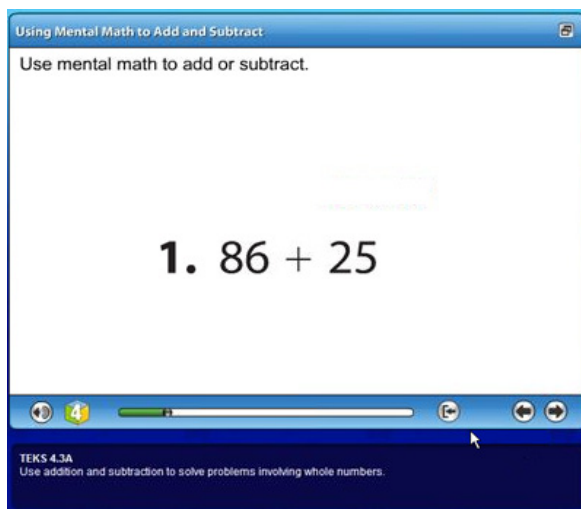 Using Mental Math to Add and Subtract
Use mental math to add or subtract.
1. 86 + 25
4
TEKS 4.3A
Use addition and subtraction to solve problems involving whole numbers.